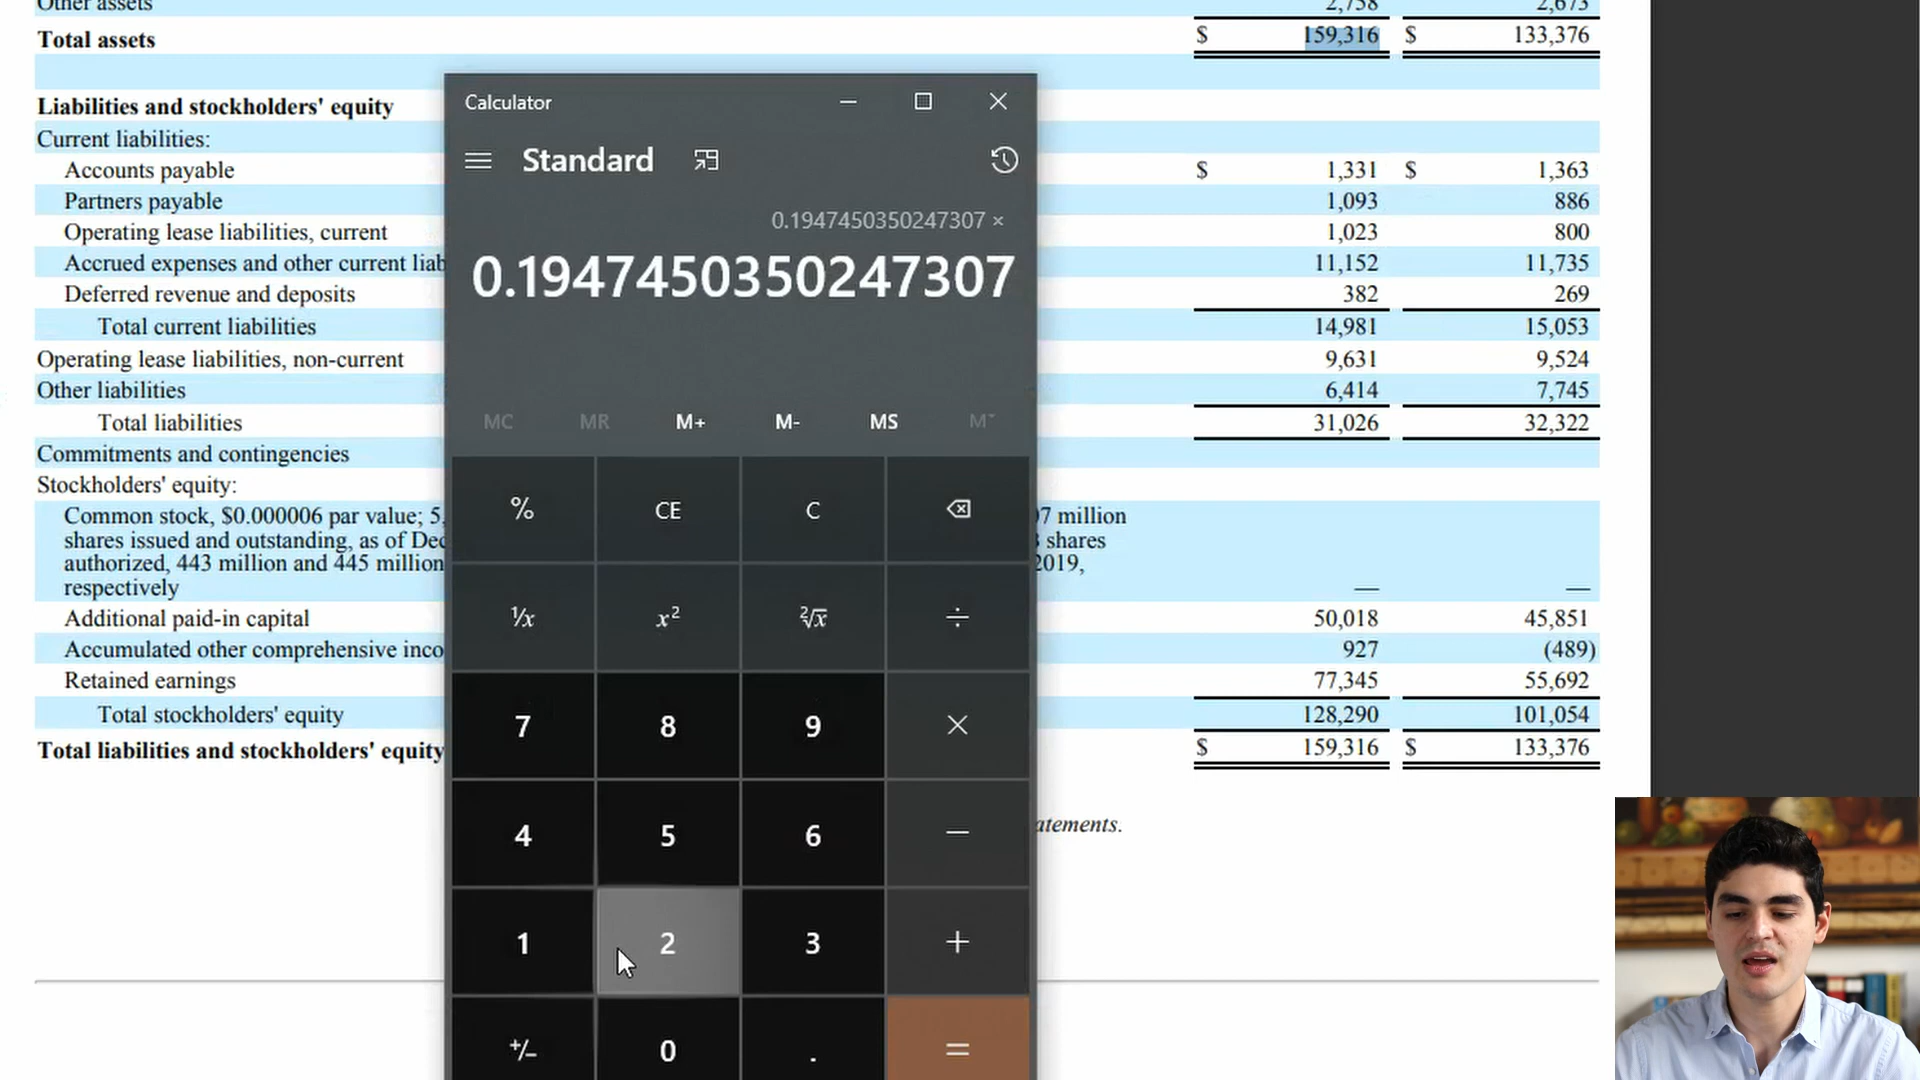 Other assets 2,758 2,673
Total assets $ 159,316 $ 133,376
Liabilities and stockholders' equity
Current liabilities:
Accounts payable $ 1,331 $ 1,363
Partners payable 1,093 886
Operating lease liabilities, current 1,023 800
Accrued expenses and other current liab 11,152 11,735
Deferred revenue and deposits 382 269
Total current liabilities 14,981 15,053
Operating lease liabilities, non-current 9,631 9,524
Other liabilities 6,414 7,745
Total liabilities 31,026 32,322
Commitments and contingencies
Stockholders' equity:
Common stock, $0.000006 par value; 5, 07 million
shares issued and outstanding, as of Dec shares
authorized, 443 million and 445 million 2019,
respectively — —
Additional paid-in capital 50,018 45,851
Accumulated other comprehensive inco 927 (489)
Retained earnings 77,345 55,692
Total stockholders' equity 128,290 101,054
Total liabilities and stockholders' equity $ 159,316 $ 133,376
atements.
Calculator
Standard
0.1947450350247307 ×
0.1947450350247307
MC MR M+ M- MS M˅
% CE C
¹/x x² ²√x ÷
7 8 9 ×
4 5 6 −
1 2 3 +
+/− 0 . =